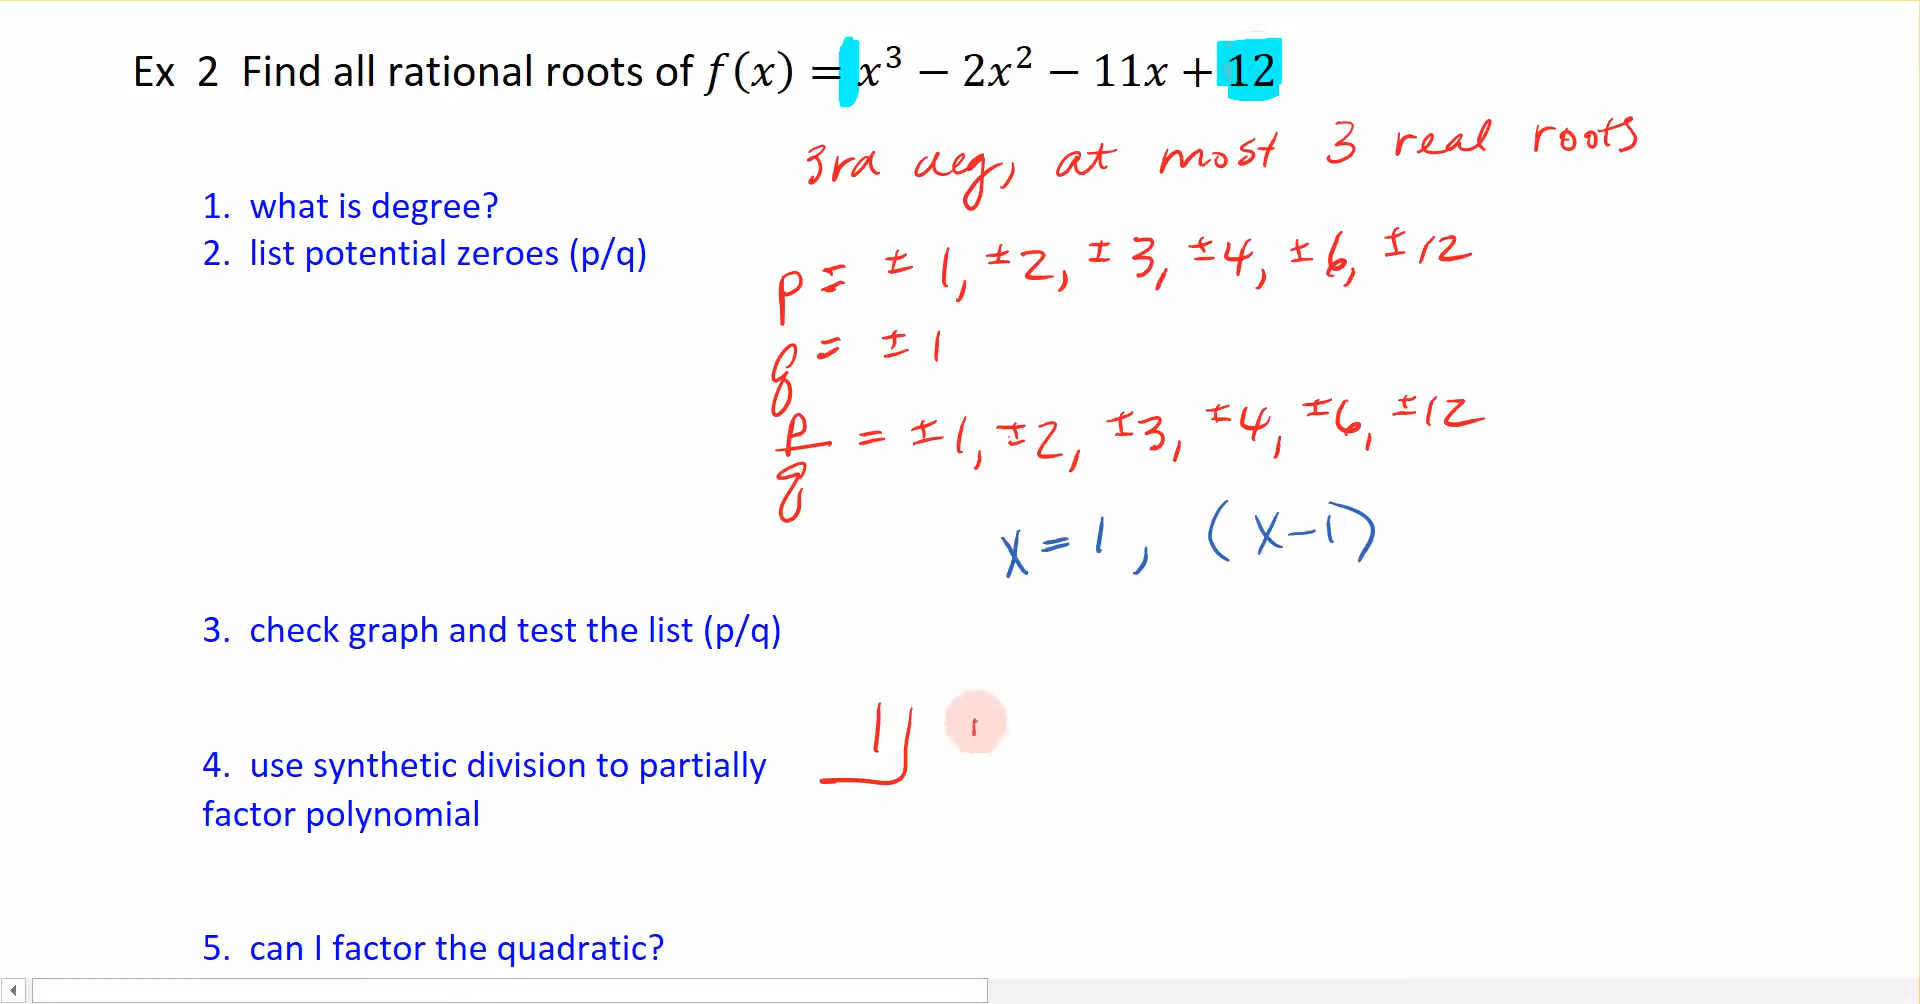 Ex 2 Find all rational roots of f(x) = x³ − 2x² − 11x + 12
3rd deg, at most 3 real roots
1. what is degree?
2. list potential zeroes (p/q)
p = ± 1, ±2, ± 3, ±4, ± 6, ±12
q = ± 1
p/q = ±1, ±2, ±3, ±4, ±6, ±12
x = 1, (x−1)
3. check graph and test the list (p/q)
1 1
4. use synthetic division to partially
factor polynomial
5. can I factor the quadratic?